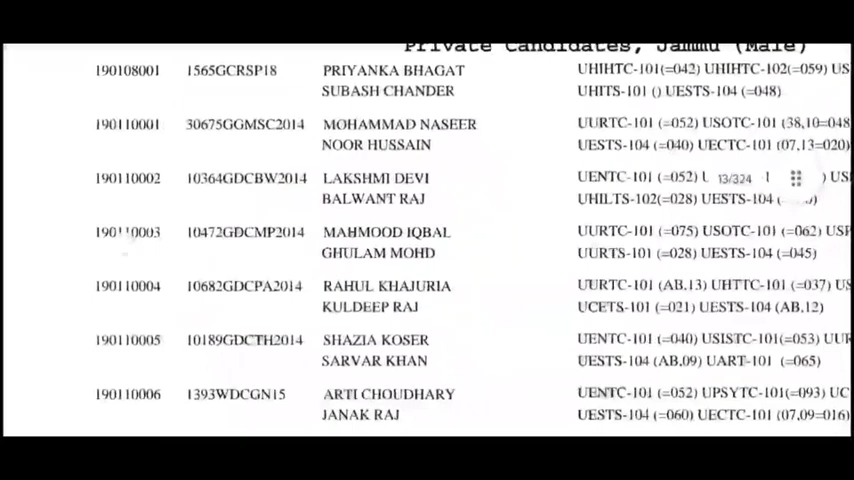 Private Candidates, Jammu (Male)
190108001 1565GCRSP18 PRIYANKA BHAGAT UHIHTC-101(=042) UHIHTC-102(=059) US
SUBASH CHANDER UHITS-101 () UESTS-104 (=048)
190110001 30675GGMSC2014 MOHAMMAD NASEER UURTC-101 (=052) USOTC-101 (38,10=048
NOOR HUSSAIN UESTS-104 (=040) UECTC-101 (07,13=020)
190110002 10364GDCBW2014 LAKSHMI DEVI UENTC-101 (=052) 13/324
BALWANT RAJ UHILTS-102(=028) UESTS-104
190110003 10472GDCMP2014 MAHMOOD IQBAL UURTC-101 (=075) USOTC-101 (=062) USP
GHULAM MOHD UURTS-101 (=028) UESTS-104 (=045)
190110004 10682GDCPA2014 RAHUL KHAJURIA UURTC-101 (AB,13) UHTTC-101 (=037) US
KULDEEP RAJ UCETS-101 (=021) UESTS-104 (AB,12)
190110005 10189GDCTH2014 SHAZIA KOSER UENTC-101 (=040) USISTC-101(=053) UUR
SARVAR KHAN UESTS-104 (AB,09) UART-101 (=065)
190110006 1393WDCGN15 ARTI CHOUDHARY UENTC-101 (=052) UPSYTC-101(=093) UC
JANAK RAJ UESTS-104 (=060) UECTC-101 (07,09=016)